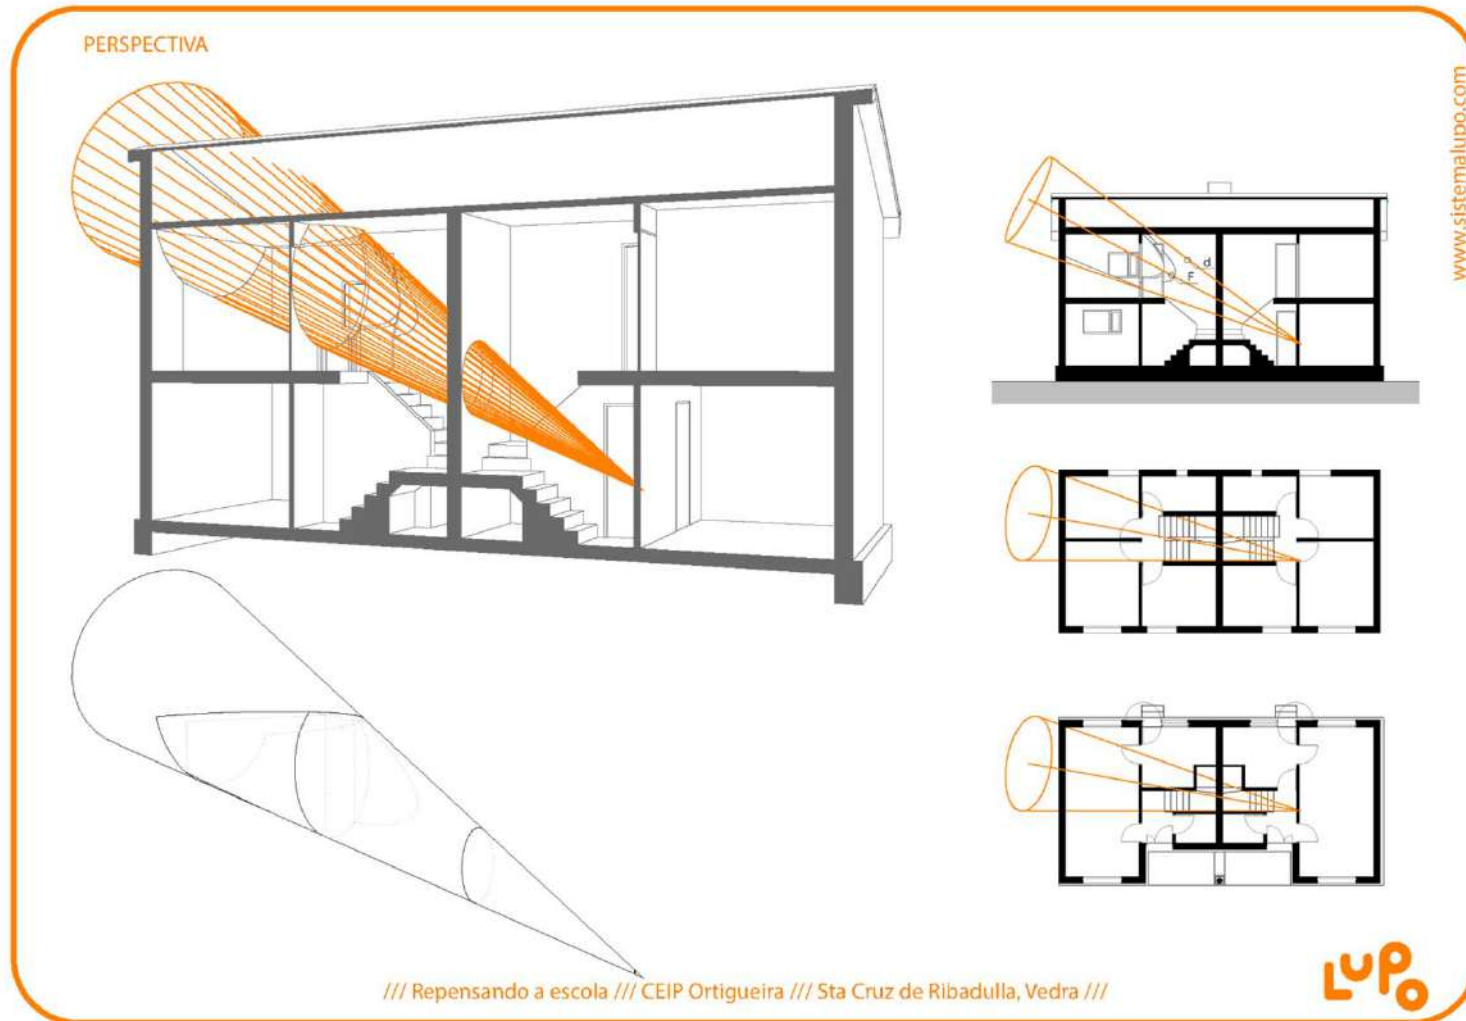 PERSPECTIVA
www.sistemalupo.com
d
F
/// Repensando a escola /// CEIP Ortigueira /// Sta Cruz de Ribadulla, Vedra ///
LUPO